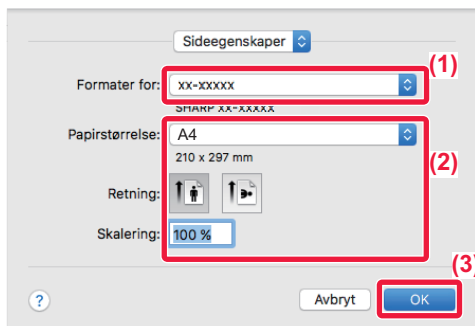 Sideegenskaper
(1)
Formater for: xx-xxxxx
SHARP XX-XXXXX
Papirstørrelse: A4
210 x 297 mm
(2)
Retning:
Skalering: 100 %
(3)
? Avbryt OK